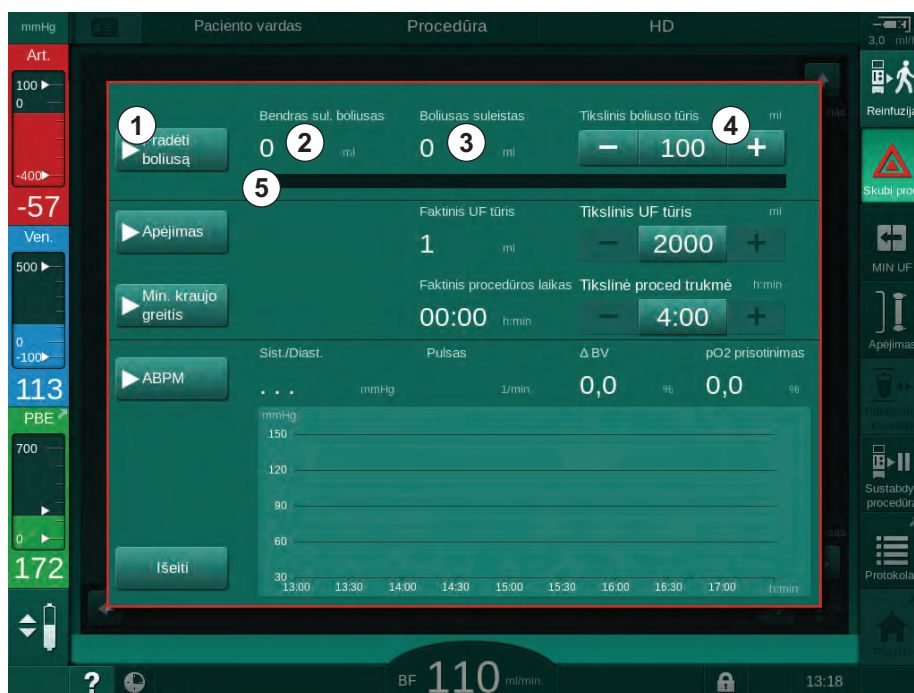 mmHg
Paciento vardas
Procedūra
HD
3,0 ml/
Art.
100
0
-400
-57
Ven.
500
0
-100
113
PBE
700
0
172
1
Pradėti
boliusą
Bendras sul. boliusas
0 2 ml
Boliusas suleistas
0 3 ml
Tikslinis boliuso tūris ml
4
− 100 +
5
Apėjimas
Faktinis UF tūris
1 ml
Tikslinis UF tūris ml
− 2000 +
Min. kraujo
greitis
Faktinis procedūros laikas
00:00 h:min
Tikslinė proced trukmė h:min
− 4:00 +
ABPM
Sist./Diast.
. . . mmHg
Pulsas
1/min
Δ BV
0,0 %
pO2 prisotinimas
0,0 %
mmHg
150
120
90
60
30
13:00 13:30 14:00 14:30 15:00 15:30 16:00 16:30 17:00 h:min
Išeiti
Reinfuzija
Skubi pro
MIN UF
Apėjimas
Sustabdy
procedūra
Protokola
? BF 110 ml/min. 13:18